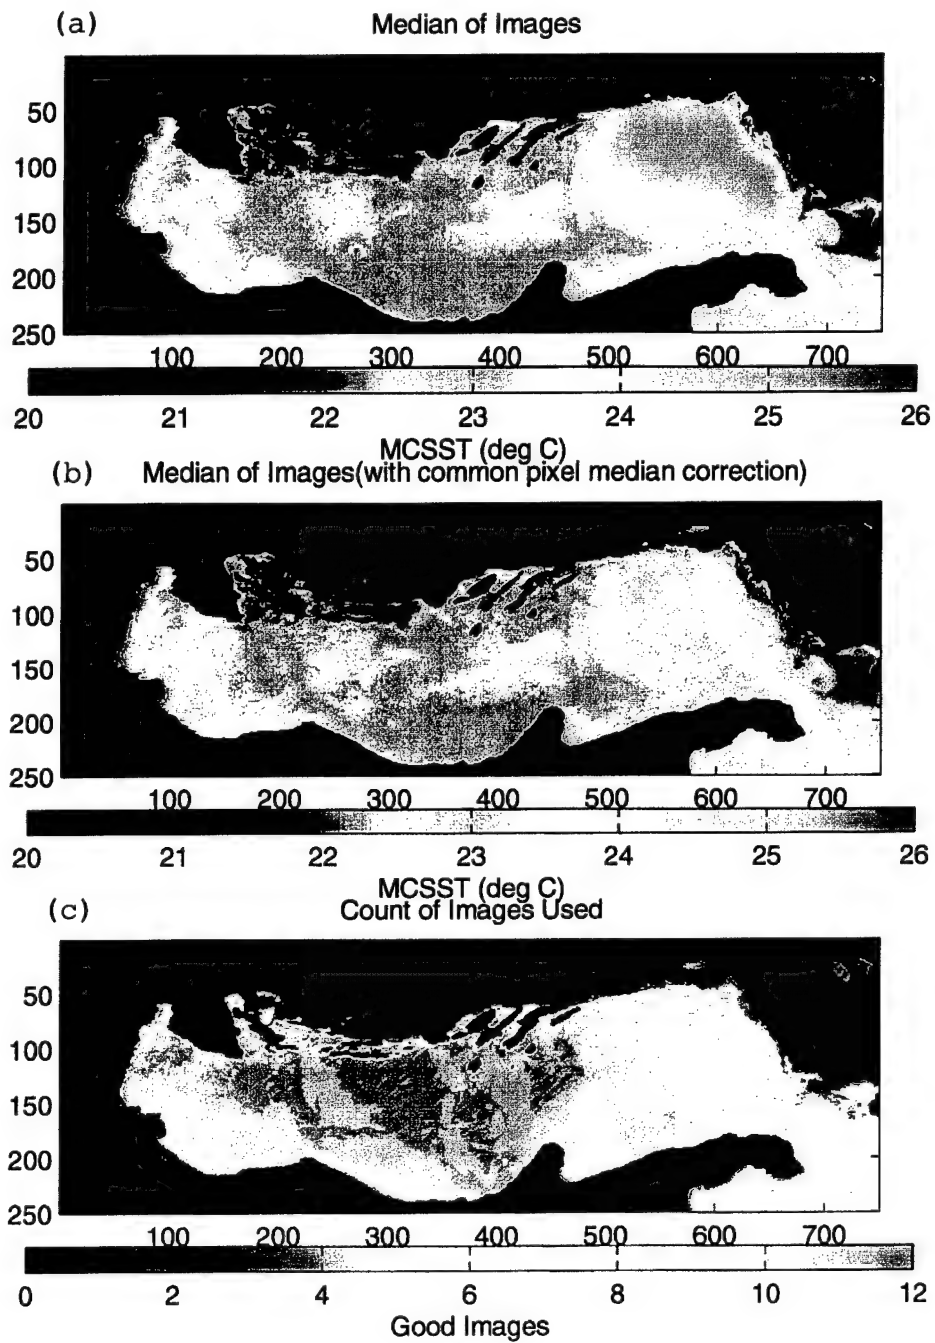 (a) Median of Images
50
100
150
200
250
100 200 300 400 500 600 700
20 21 22 23 24 25 26
MCSST (deg C)
(b) Median of Images(with common pixel median correction)
50
100
150
200
250
100 200 300 400 500 600 700
20 21 22 23 24 25 26
MCSST (deg C)
(c) Count of Images Used
50
100
150
200
250
100 200 300 400 500 600 700
0 2 4 6 8 10 12
Good Images